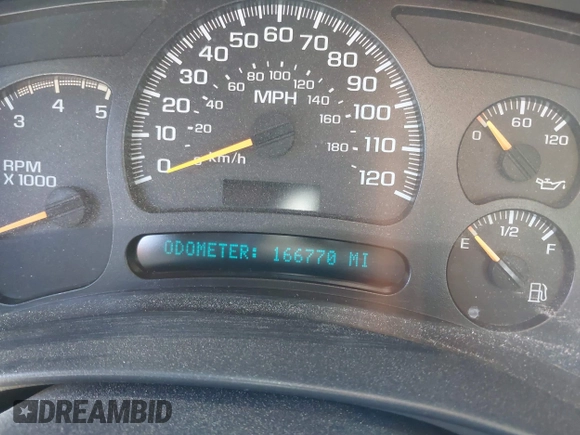 3 4 5
RPM
X 1000
0 10 20 30 40 50 60 70 80 90 100 110 120
20 40 60 80 100 120 140 160 180
MPH
km/h
0 60 120
E 1/2 F
ODOMETER: 166770 MI
DREAMBID